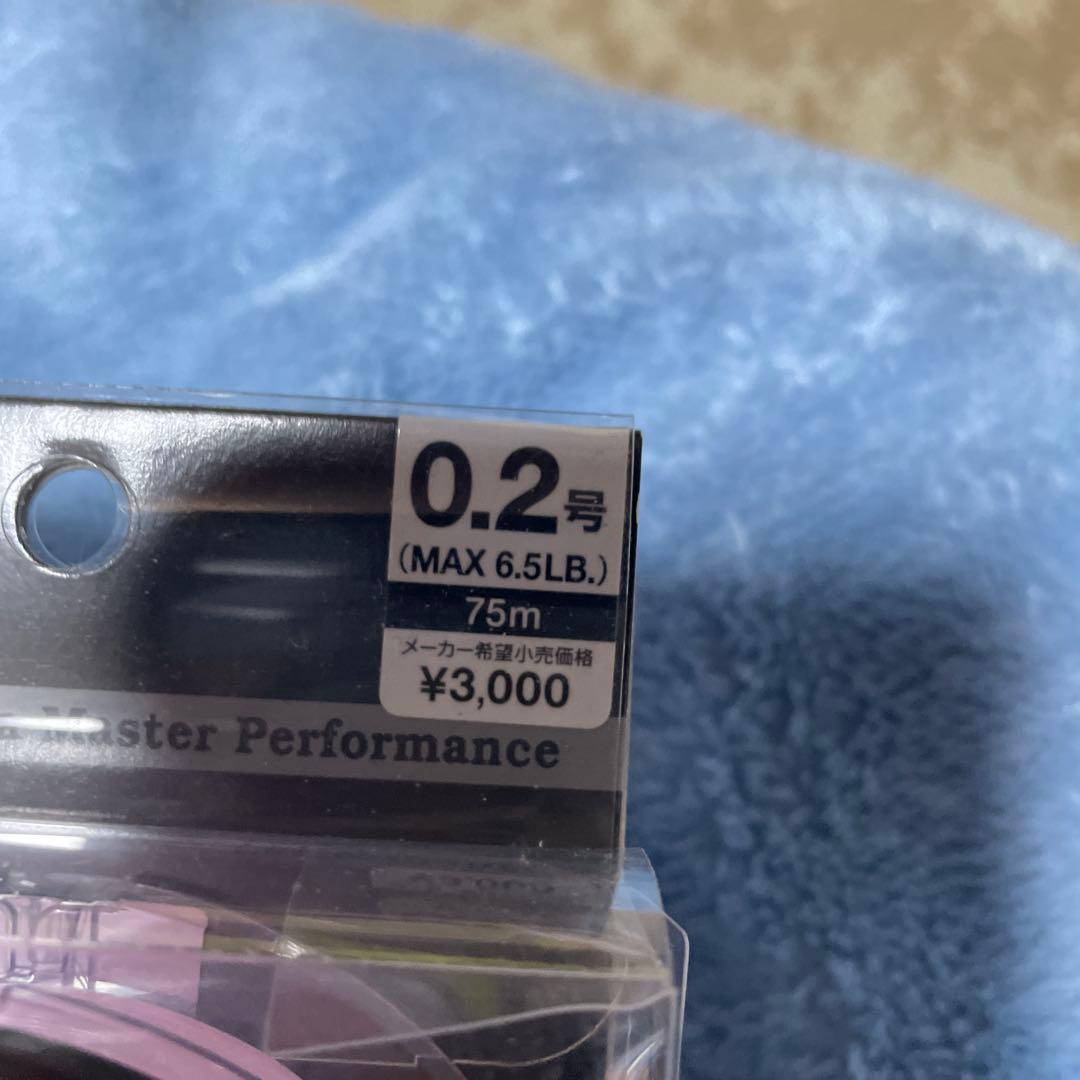 0.2号
(MAX 6.5LB.)
75m
メーカー希望小売価格
¥3,000
Master Performance